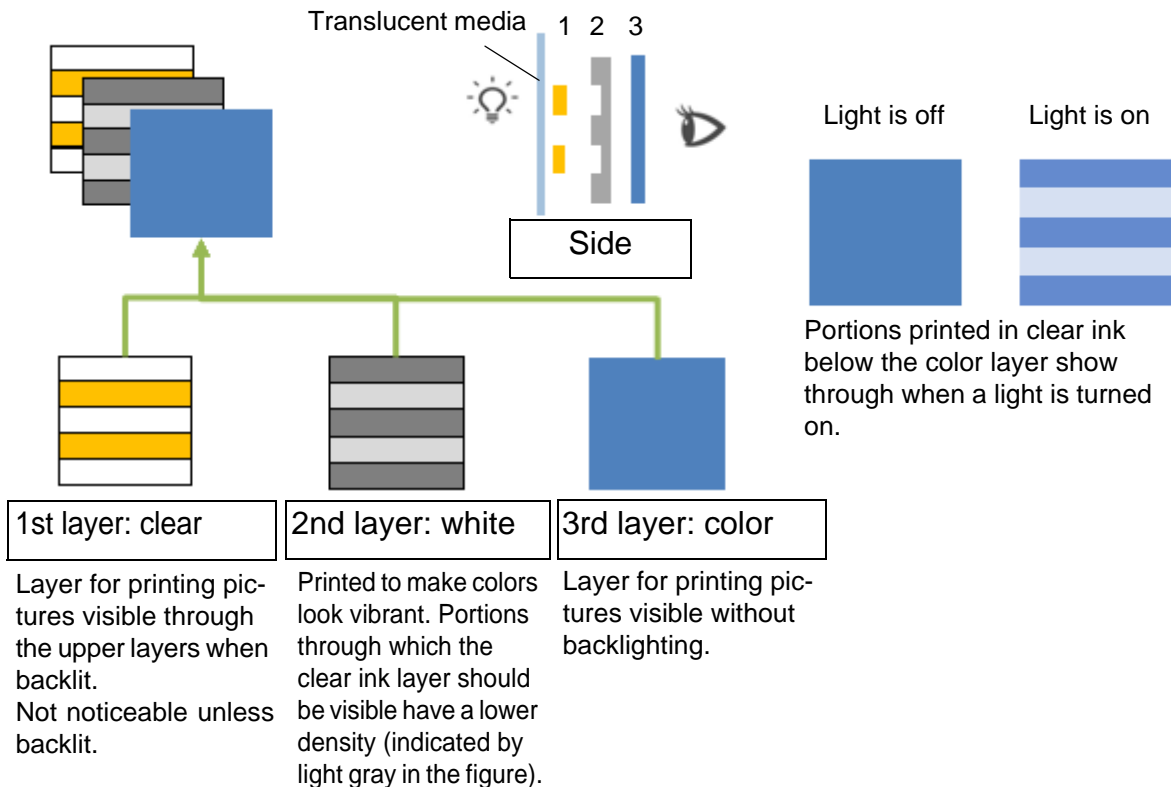 Translucent media
1 2 3
Side
Light is off
Light is on
Portions printed in clear ink
below the color layer show
through when a light is turned
on.
1st layer: clear
Layer for printing pic-
tures visible through
the upper layers when
backlit.
Not noticeable unless
backlit.
2nd layer: white
Printed to make colors
look vibrant. Portions
through which the
clear ink layer should
be visible have a lower
density (indicated by
light gray in the figure).
3rd layer: color
Layer for printing pic-
tures visible without
backlighting.